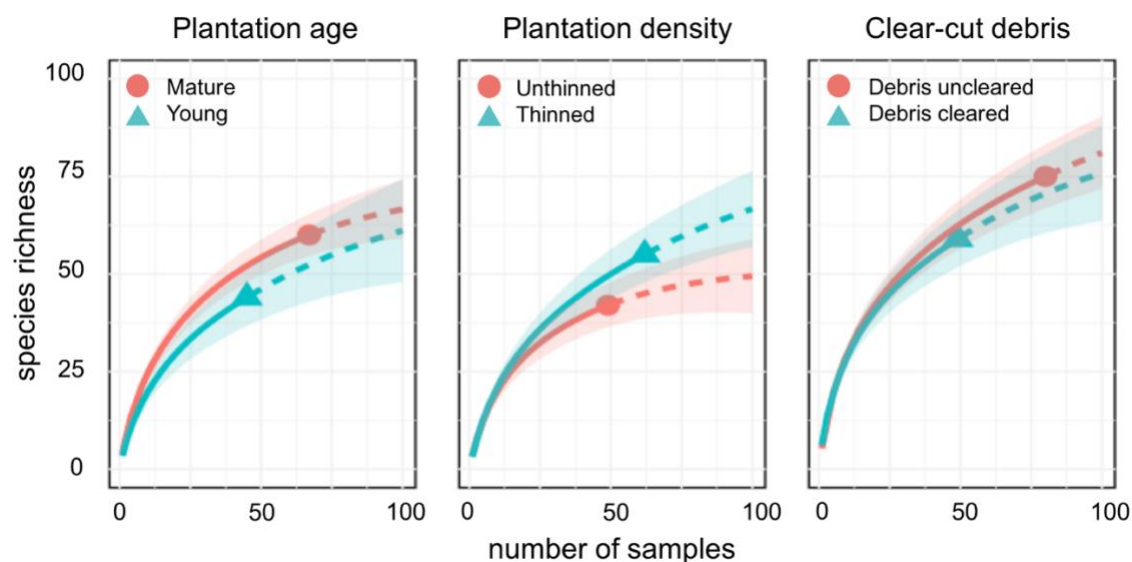 Plantation age
Plantation density
Clear-cut debris
Mature
Young
Unthinned
Thinned
Debris uncleared
Debris cleared
species richness
100
75
50
25
0
0 50 100
0 50 100
0 50 100
number of samples